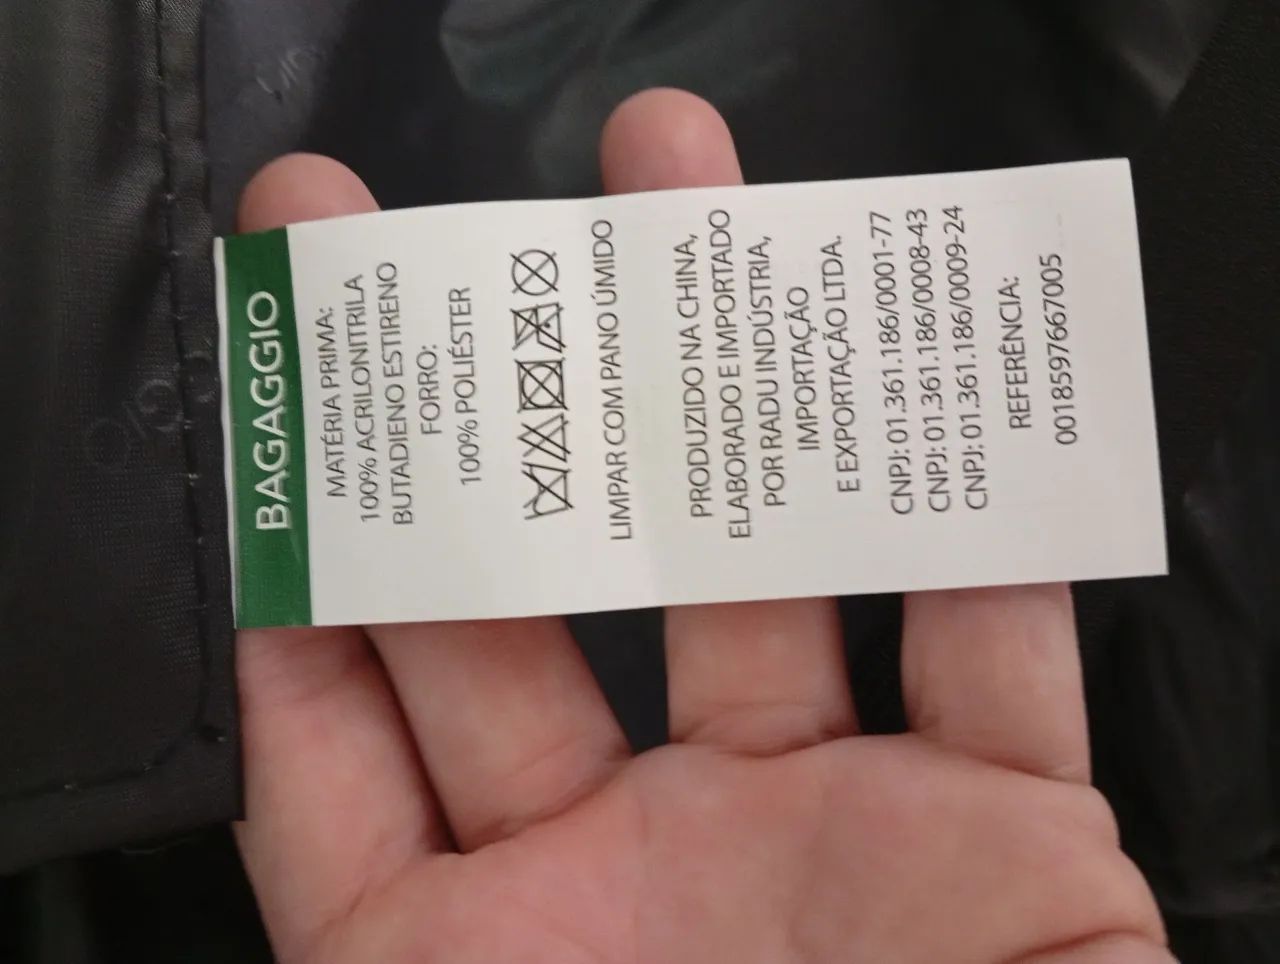 BAGAGGIO
MATÉRIA PRIMA:
100% ACRILONITRILA
BUTADIENO ESTIRENO
FORRO:
100% POLIÉSTER
LIMPAR COM PANO ÚMIDO
PRODUZIDO NA CHINA,
ELABORADO E IMPORTADO
POR RADU INDÚSTRIA,
IMPORTAÇÃO
E EXPORTAÇÃO LTDA.
CNPJ: 01.361.186/0001-77
CNPJ: 01.361.186/0008-43
CNPJ: 01.361.186/0009-24
REFERÊNCIA:
0018597667005